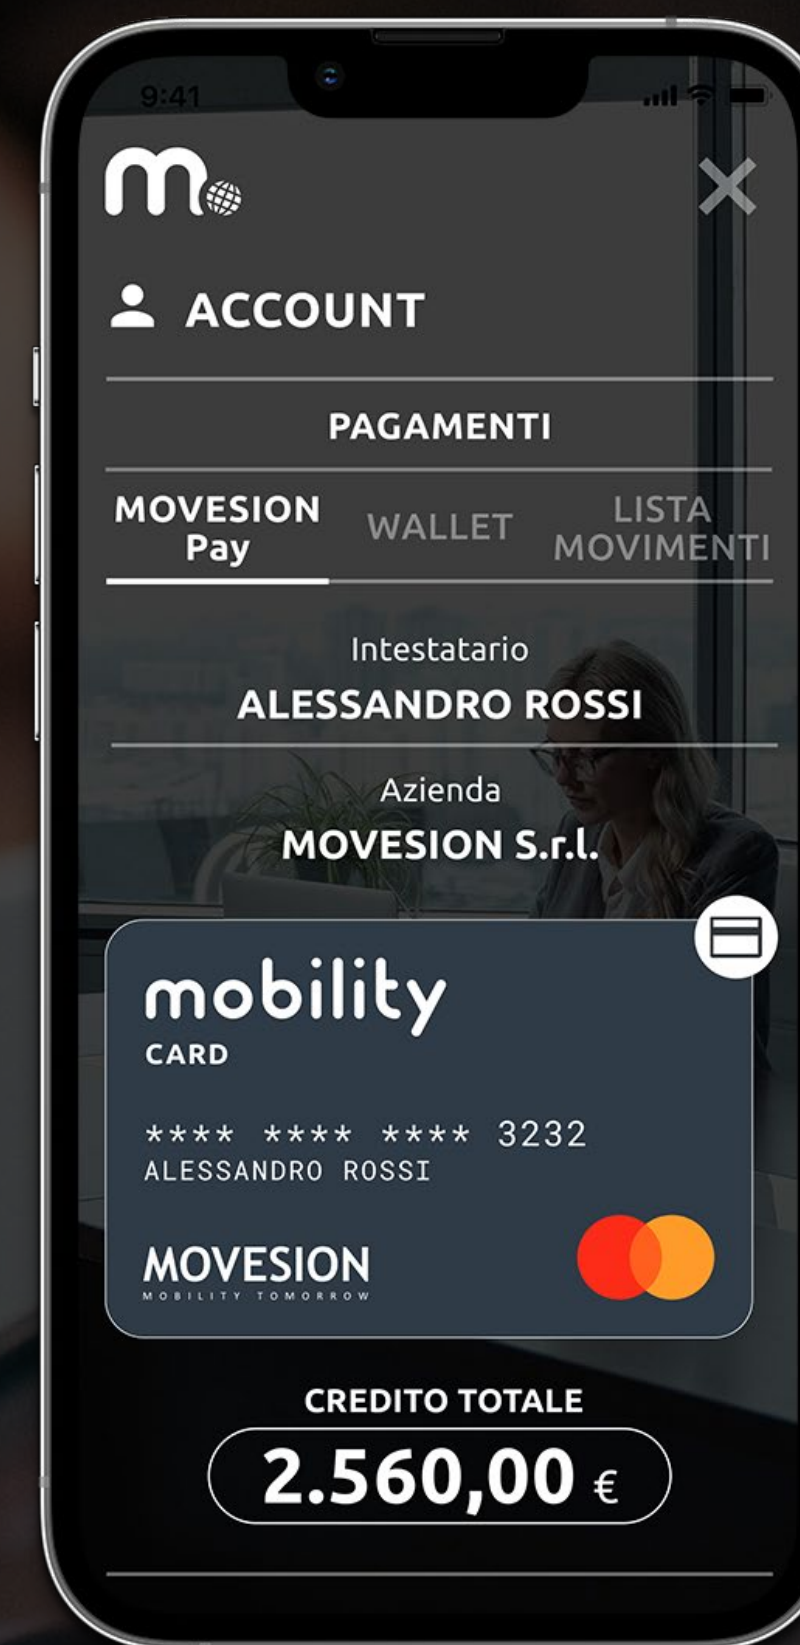 9:41
m
ACCOUNT
PAGAMENTI
MOVESION
Pay
WALLET
LISTA
MOVIMENTI
Intestatario
ALESSANDRO ROSSI
Azienda
MOVESION S.r.l.
mobility
CARD
**** **** **** 3232
ALESSANDRO ROSSI
MOVESION
MOBILITY TOMORROW
CREDITO TOTALE
2.560,00 €